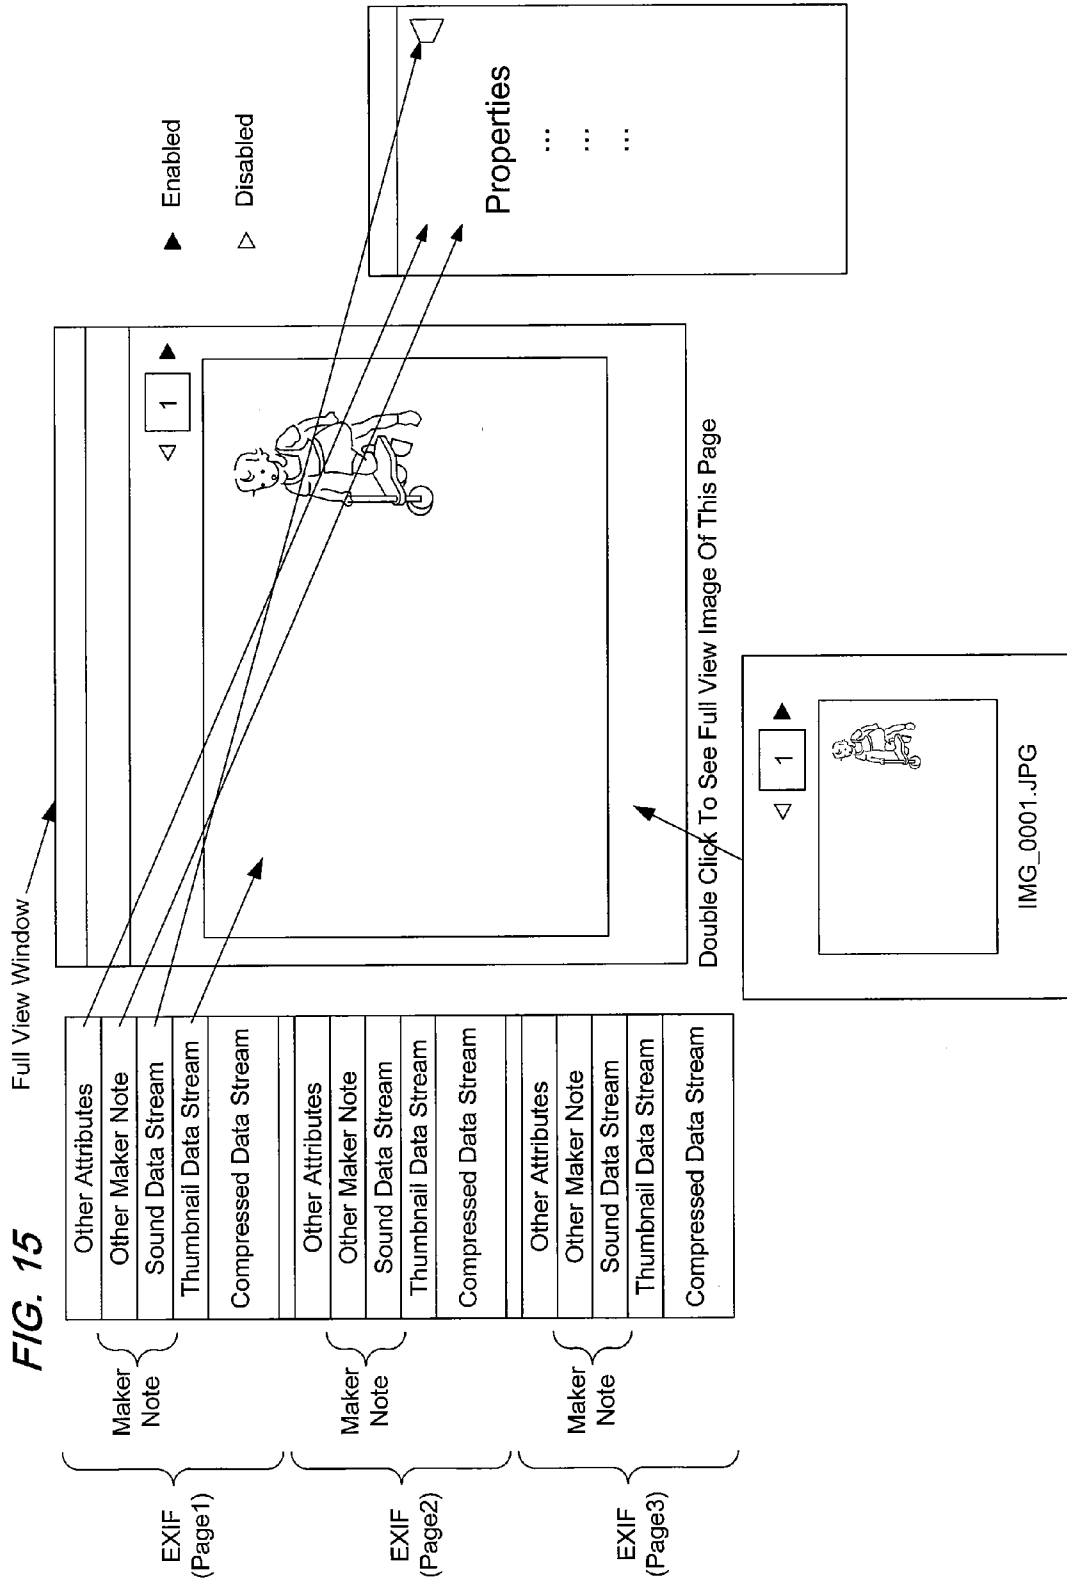 FIG. 15
Full View Window
EXIF
(Page1)
Maker
Note
Other Attributes
Other Maker Note
Sound Data Stream
Thumbnail Data Stream
Compressed Data Stream
EXIF
(Page2)
Maker
Note
Other Attributes
Other Maker Note
Sound Data Stream
Thumbnail Data Stream
Compressed Data Stream
EXIF
(Page3)
Maker
Note
Other Attributes
Other Maker Note
Sound Data Stream
Thumbnail Data Stream
Compressed Data Stream
1
Double Click To See Full View Image Of This Page
1
IMG_0001.JPG
Enabled
Disabled
Properties
...
...
...